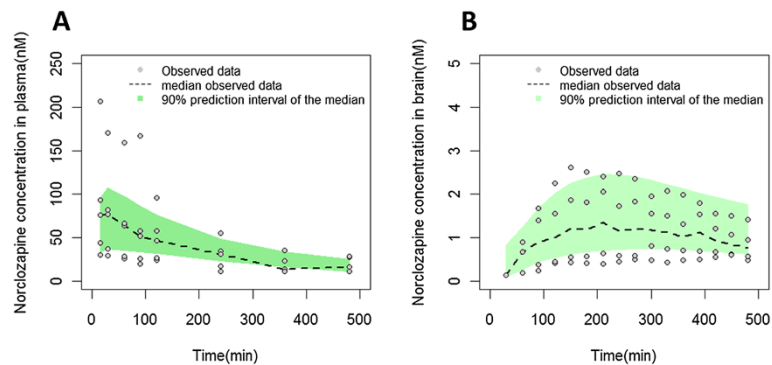 A
Norclozapine concentration in plasma(nM)
250
200
150
100
50
0
Observed data
median observed data
90% prediction interval of the median
0 100 200 300 400 500
Time(min)
B
Norclozapine concentration in brain(nM)
5
4
3
2
1
0
Observed data
median observed data
90% prediction interval of the median
0 100 200 300 400 500
Time(min)